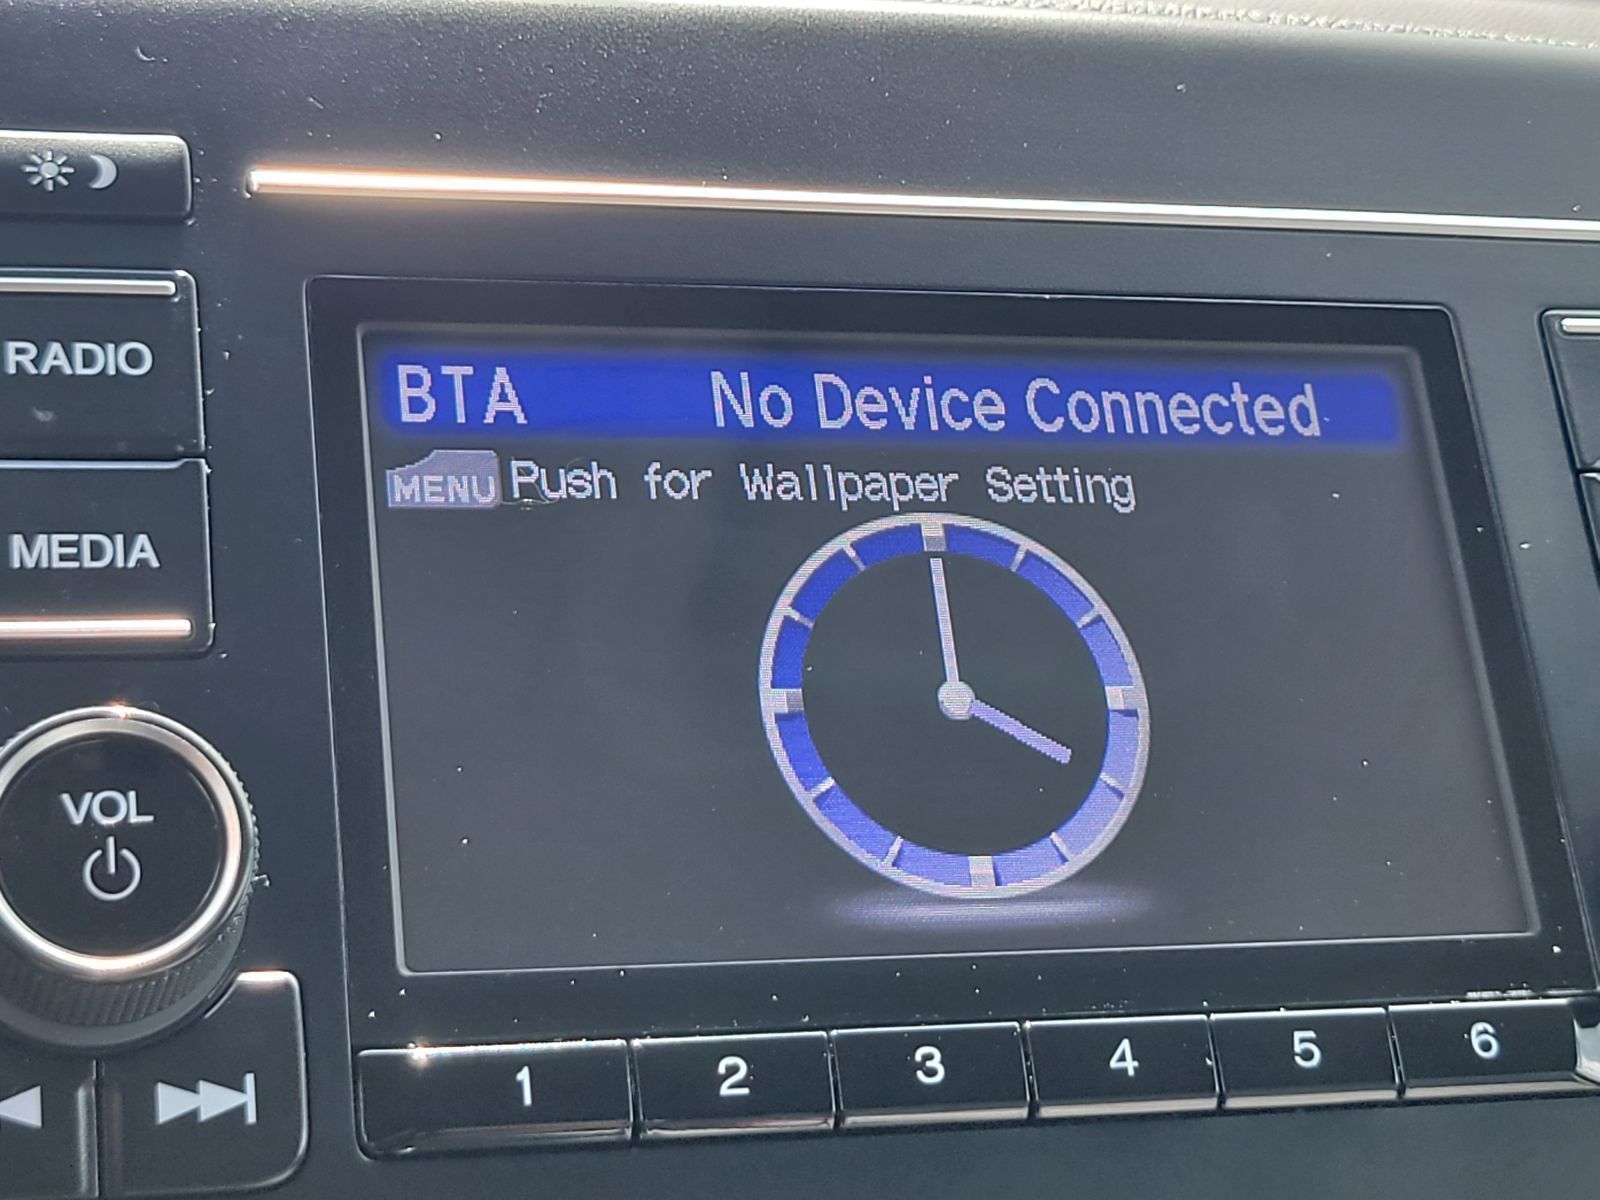 RADIO
MEDIA
VOL
BTA No Device Connected
MENU Push for Wallpaper Setting
1 2 3 4 5 6